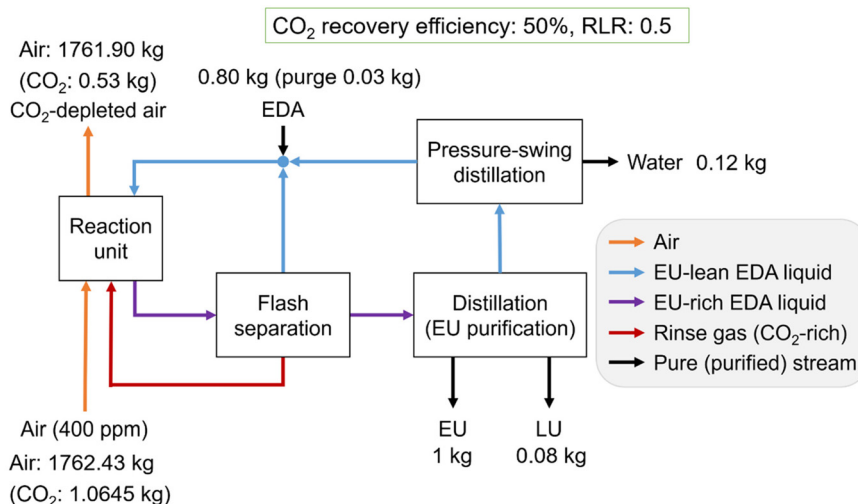 CO₂ recovery efficiency: 50%, RLR: 0.5
Air: 1761.90 kg
(CO₂: 0.53 kg)
CO₂-depleted air
0.80 kg (purge 0.03 kg)
EDA
Pressure-swing
distillation
Water 0.12 kg
Reaction
unit
Flash
separation
Distillation
(EU purification)
Air
EU-lean EDA liquid
EU-rich EDA liquid
Rinse gas (CO₂-rich)
Pure (purified) stream
Air (400 ppm)
Air: 1762.43 kg
(CO₂: 1.0645 kg)
EU
1 kg
LU
0.08 kg